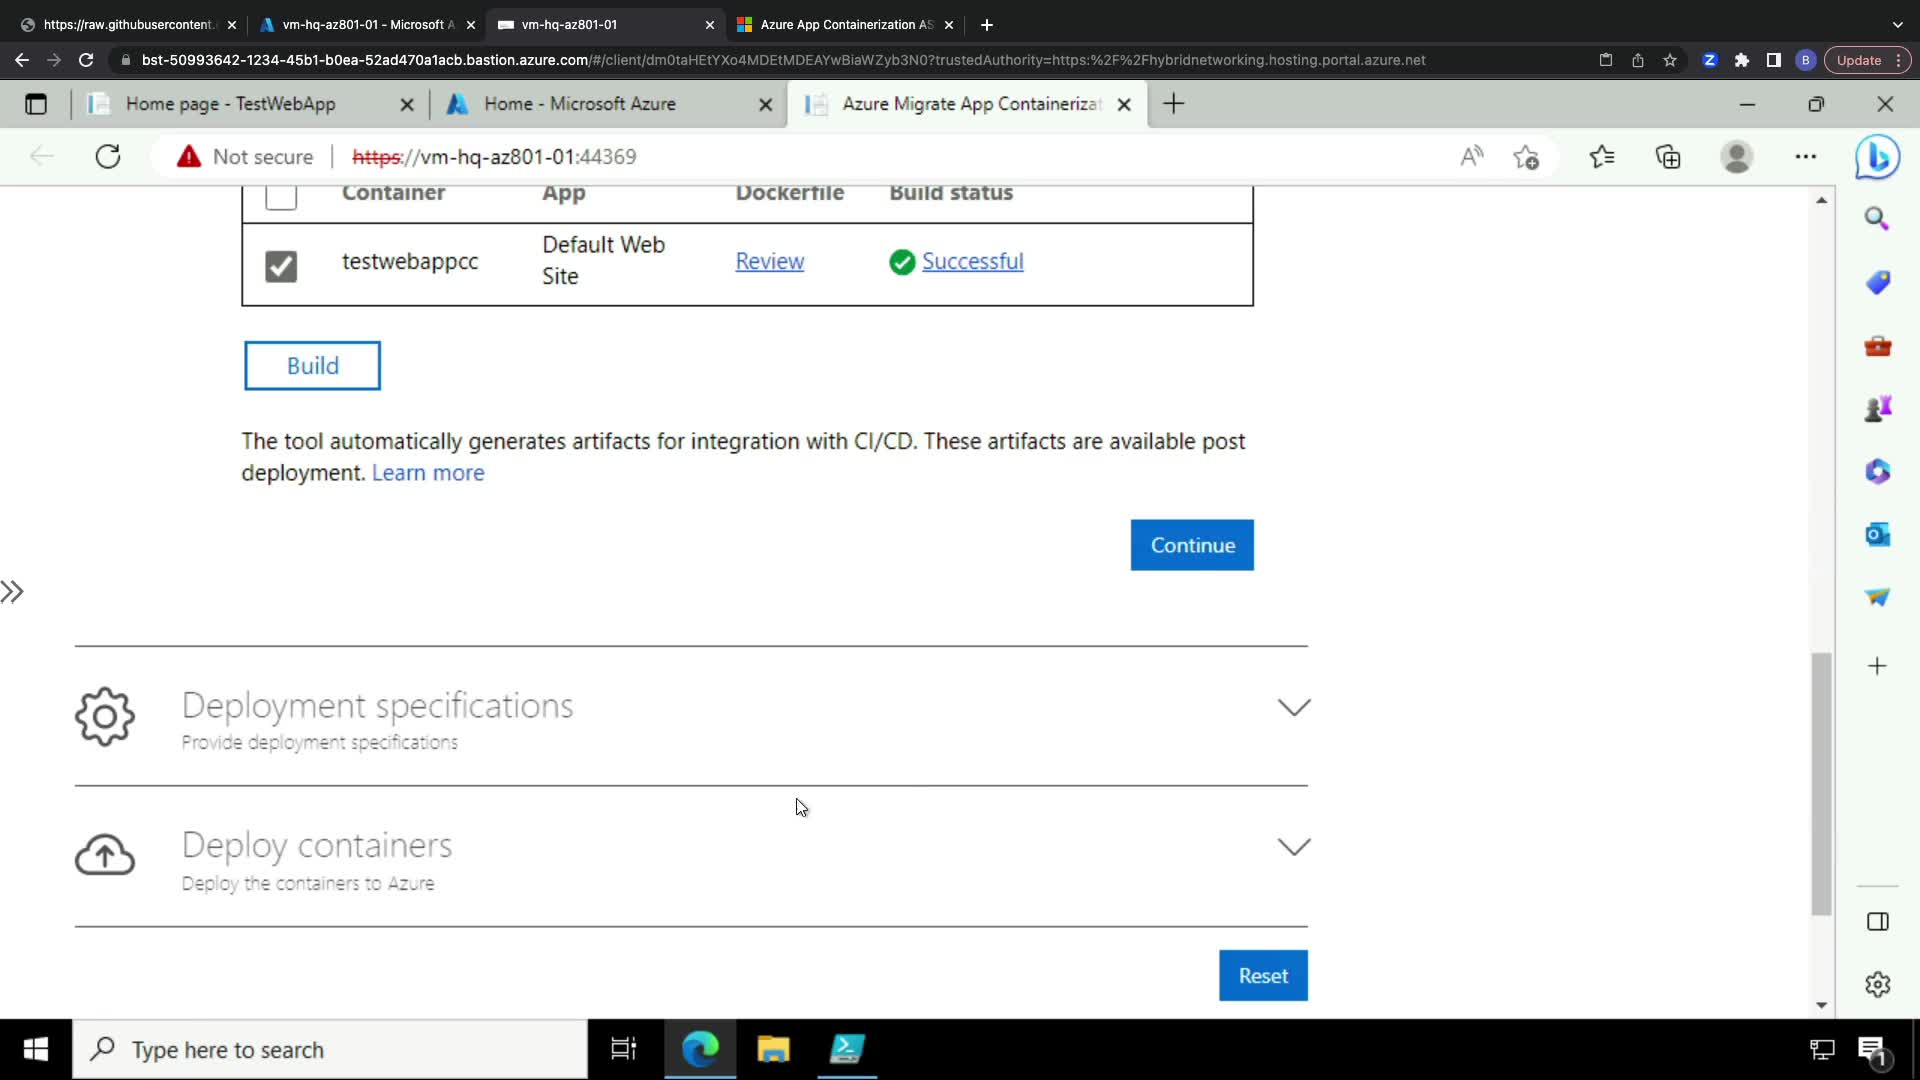 https://raw.githubusercontent.
vm-hq-az801-01 - Microsoft A
vm-hq-az801-01
Azure App Containerization AS
bst-50993642-1234-45b1-b0ea-52ad470a1acb.bastion.azure.com/#/client/dm0taHEtYXo4MDEtMDEAYwBiaWZyb3N0?trustedAuthority=https:%2F%2Fhybridnetworking.hosting.portal.azure.net
B
Update
Home page - TestWebApp
Home - Microsoft Azure
Azure Migrate App Containerizat
Not secure
https://vm-hq-az801-01:44369
Container App Dockerfile Build status
testwebappcc
Default Web
Site
Review
Successful
Build
The tool automatically generates artifacts for integration with CI/CD. These artifacts are available post
deployment. Learn more
Continue
Deployment specifications
Provide deployment specifications
Deploy containers
Deploy the containers to Azure
Reset
Type here to search
1